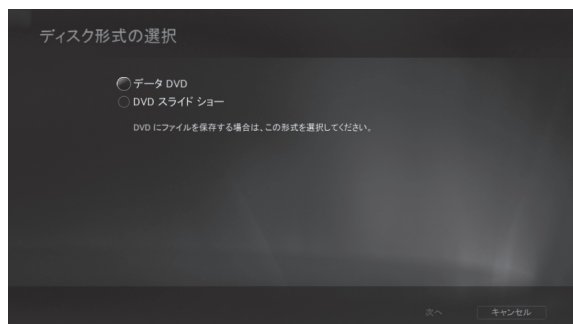 ディスク形式の選択
データ DVD
DVD スライド ショー
DVD にファイルを保存する場合は、この形式を選択してください。
次へ
キャンセル